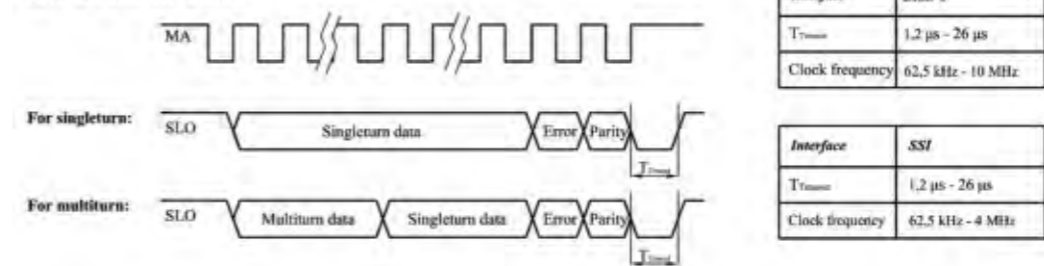 MA
For singleturn:
SLO
Singleturn data
Error
Parity
For multiturn:
SLO
Multiturn data
Singleturn data
Error
Parity
1,2 µs - 26 µs
Clock frequency
62,5 kHz - 10 MHz
Interface
SSI
1,2 µs - 26 µs
Clock frequency
62,5 kHz - 4 MHz